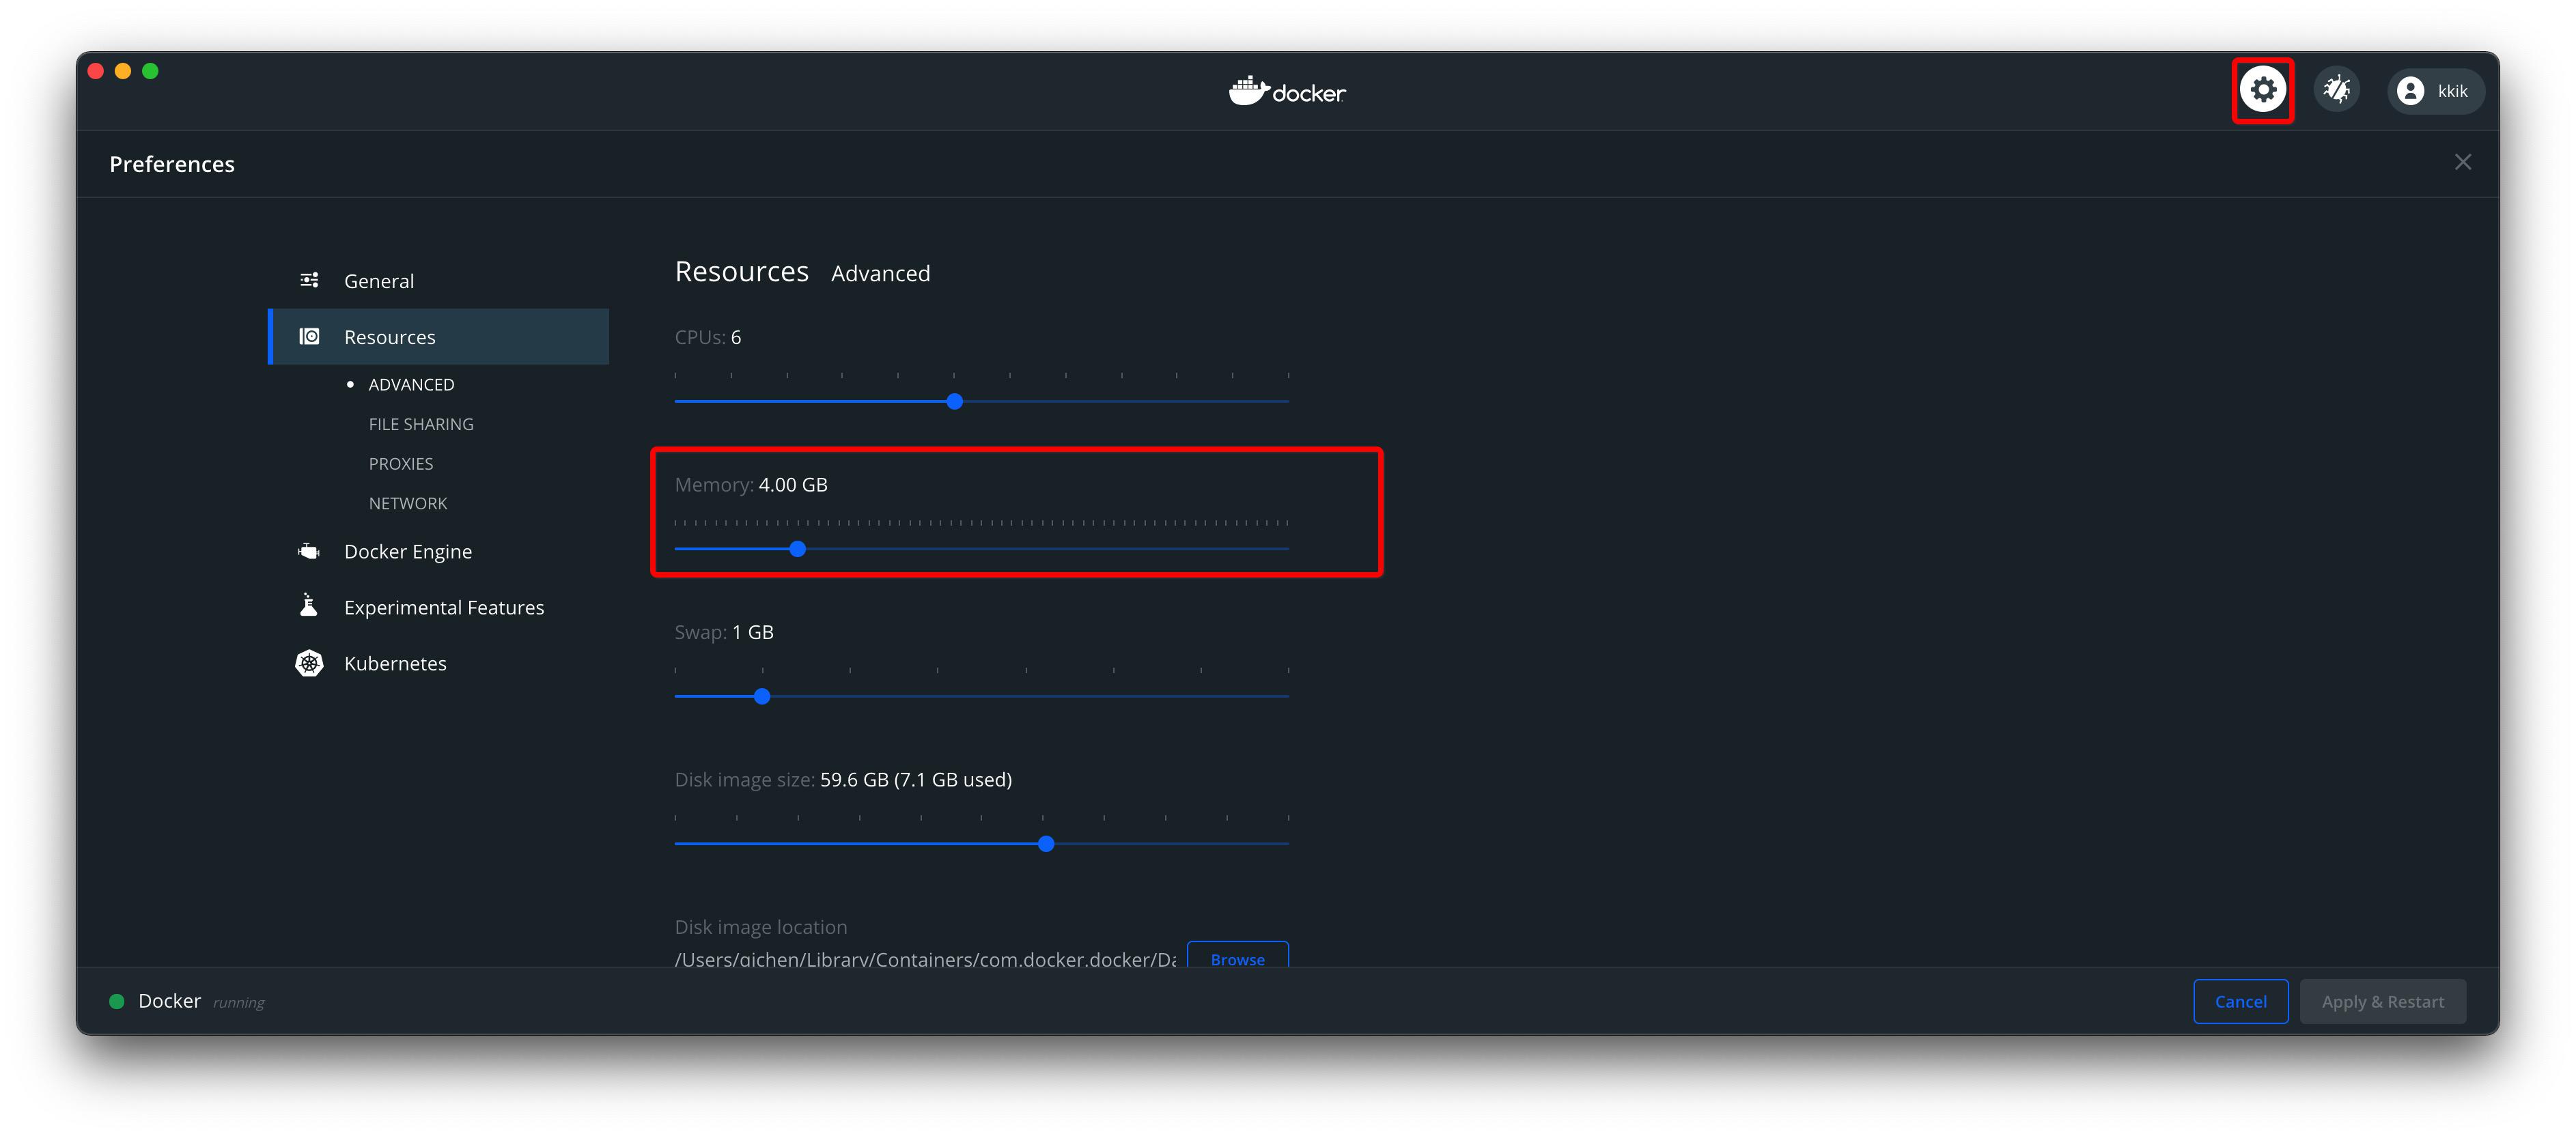 docker
kkik
Preferences
General
Resources
ADVANCED
FILE SHARING
PROXIES
NETWORK
Docker Engine
Experimental Features
Kubernetes
Resources Advanced
CPUs: 6
Memory: 4.00 GB
Swap: 1 GB
Disk image size: 59.6 GB (7.1 GB used)
Disk image location
/Users/qichen/Library/Containers/com.docker.docker/Da
Browse
Docker running
Cancel
Apply & Restart